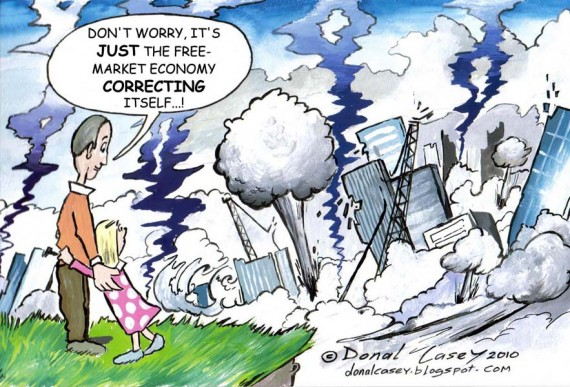 DON'T WORRY, IT'S
JUST THE FREE-
MARKET ECONOMY
CORRECTING
ITSELF...!
© Donal Casey 2010
donalcasey.blogspot.com